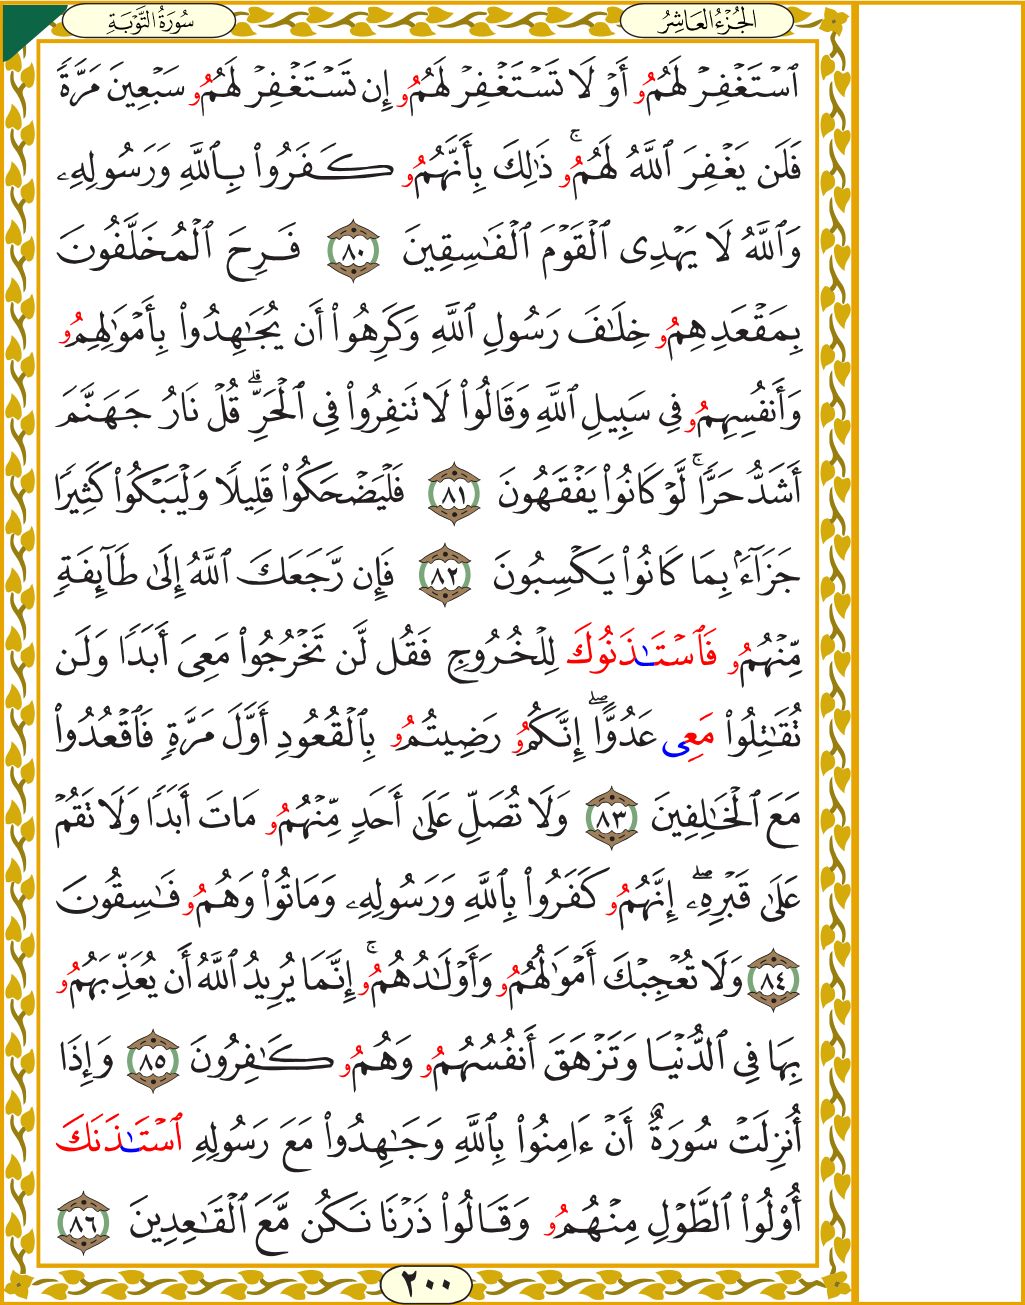 الجُزْءُ العَاشِرُ
سُورَةُ التَّوْبَةِ
ٱسۡتَغۡفِرۡ لَهُمُۥ أَوۡ لَا تَسۡتَغۡفِرۡ لَهُمُۥ إِن تَسۡتَغۡفِرۡ لَهُمُۥ سَبۡعِينَ مَرَّةٗ
فَلَن يَغۡفِرَ ٱللَّهُ لَهُمُۥۚ ذَٰلِكَ بِأَنَّهُمُۥ كَفَرُواْ بِٱللَّهِ وَرَسُولِهِۦ
وَٱللَّهُ لَا يَهۡدِى ٱلۡقَوۡمَ ٱلۡفَٰسِقِينَ ٨٠ فَرِحَ ٱلۡمُخَلَّفُونَ
بِمَقۡعَدِهِمُۥ خِلَٰفَ رَسُولِ ٱللَّهِ وَكَرِهُواْ أَن يُجَٰهِدُواْ بِأَمۡوَٰلِهِمُۥ
وَأَنفُسِهِمُۥ فِى سَبِيلِ ٱللَّهِ وَقَالُواْ لَا تَنفِرُواْ فِى ٱلۡحَرِّۗ قُلۡ نَارُ جَهَنَّمَ
أَشَدُّ حَرّٗاۚ لَّوۡ كَانُواْ يَفۡقَهُونَ ٨١ فَلۡيَضۡحَكُواْ قَلِيلٗا وَلۡيَبۡكُواْ كَثِيرٗا
جَزَآءَۢ بِمَا كَانُواْ يَكۡسِبُونَ ٨٢ فَإِن رَّجَعَكَ ٱللَّهُ إِلَىٰ طَآئِفَةٖ
مِّنۡهُمُۥ فَٱسۡتَـٰذَنُوكَ لِلۡخُرُوجِ فَقُل لَّن تَخۡرُجُواْ مَعِىَ أَبَدٗا وَلَن
تُقَٰتِلُواْ مَعِى عَدُوًّاۖ إِنَّكُمُۥ رَضِيتُمُۥ بِٱلۡقُعُودِ أَوَّلَ مَرَّةٖ فَٱقۡعُدُواْ
مَعَ ٱلۡخَٰلِفِينَ ٨٣ وَلَا تُصَلِّ عَلَىٰٓ أَحَدٖ مِّنۡهُمُۥ مَاتَ أَبَدٗا وَلَا تَقُمۡ
عَلَىٰ قَبۡرِهِۦٓۖ إِنَّهُمُۥ كَفَرُواْ بِٱللَّهِ وَرَسُولِهِۦ وَمَاتُواْ وَهُمُۥ فَٰسِقُونَ
٨٤ وَلَا تُعۡجِبۡكَ أَمۡوَٰلُهُمُۥ وَأَوۡلَٰدُهُمُۥۚ إِنَّمَا يُرِيدُ ٱللَّهُ أَن يُعَذِّبَهُمُۥ
بِهَا فِى ٱلدُّنۡيَا وَتَزۡهَقَ أَنفُسُهُمُۥ وَهُمُۥ كَٰفِرُونَ ٨٥ وَإِذَآ
أُنزِلَتۡ سُورَةٌ أَنۡ ءَامِنُواْ بِٱللَّهِ وَجَٰهِدُواْ مَعَ رَسُولِهِ ٱسۡتَـٰذَنَكَ
أُوْلُواْ ٱلطَّوۡلِ مِنۡهُمُۥ وَقَالُواْ ذَرۡنَا نَكُن مَّعَ ٱلۡقَٰعِدِينَ ٨٦
٢٠٠